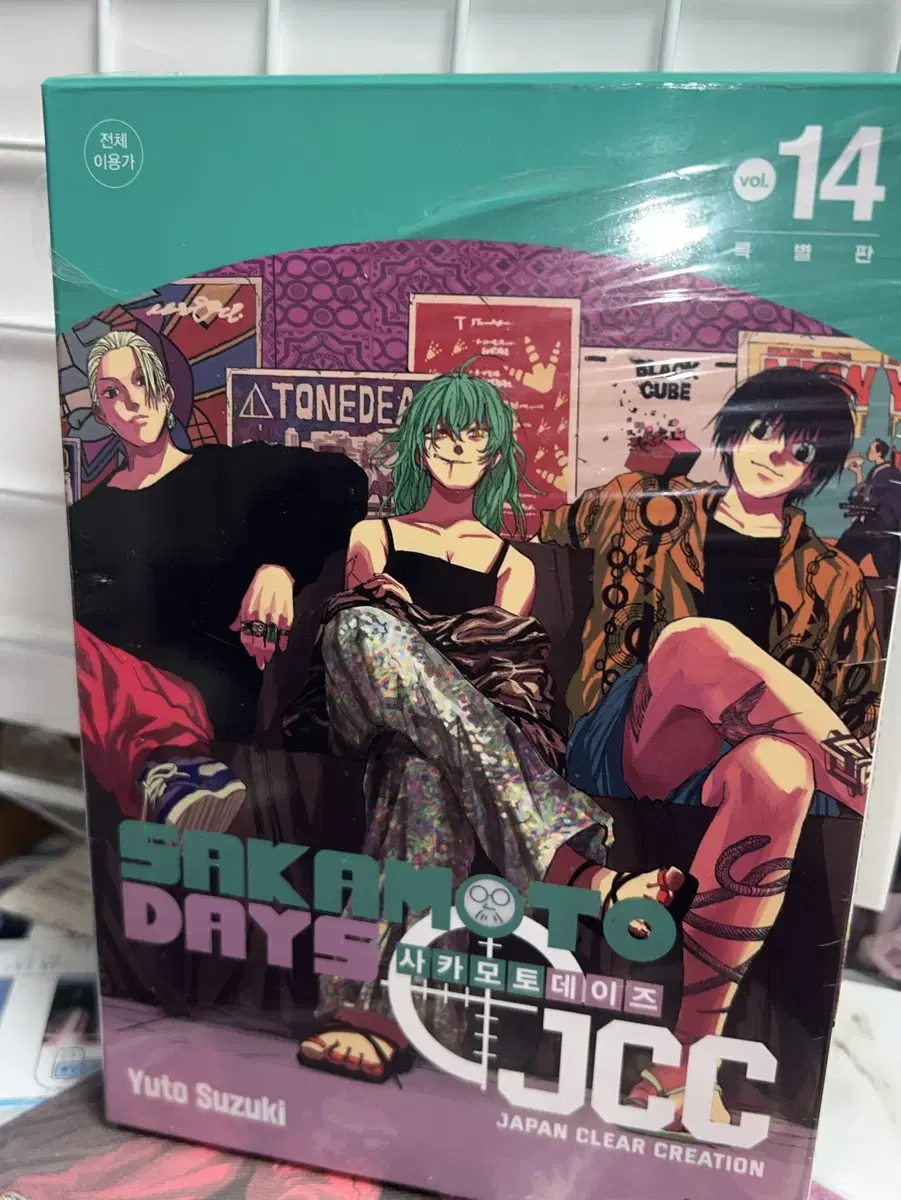 전체
이용가
vol. 14
특별판
TONEDEA
BLACK
CUBE
SAKAMOTO
DAYS
사카모토데이즈
JCC
JAPAN CLEAR CREATION
Yuto Suzuki